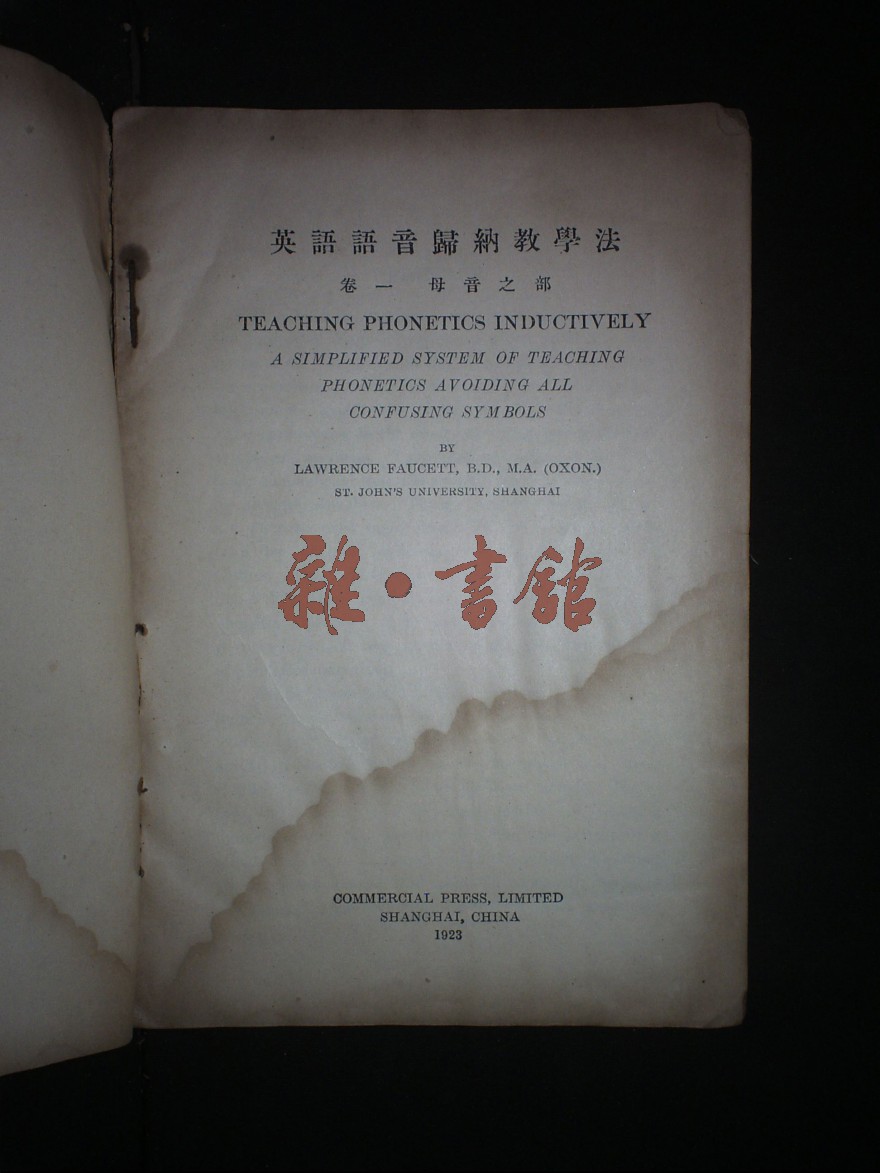 英語語音歸納教學法
卷一 母音之部
TEACHING PHONETICS INDUCTIVELY
A SIMPLIFIED SYSTEM OF TEACHING
PHONETICS AVOIDING ALL
CONFUSING SYMBOLS
BY
LAWRENCE FAUCETT, B.D., M.A. (OXON.)
ST. JOHN'S UNIVERSITY, SHANGHAI
雜·書館
COMMERCIAL PRESS, LIMITED
SHANGHAI, CHINA
1923